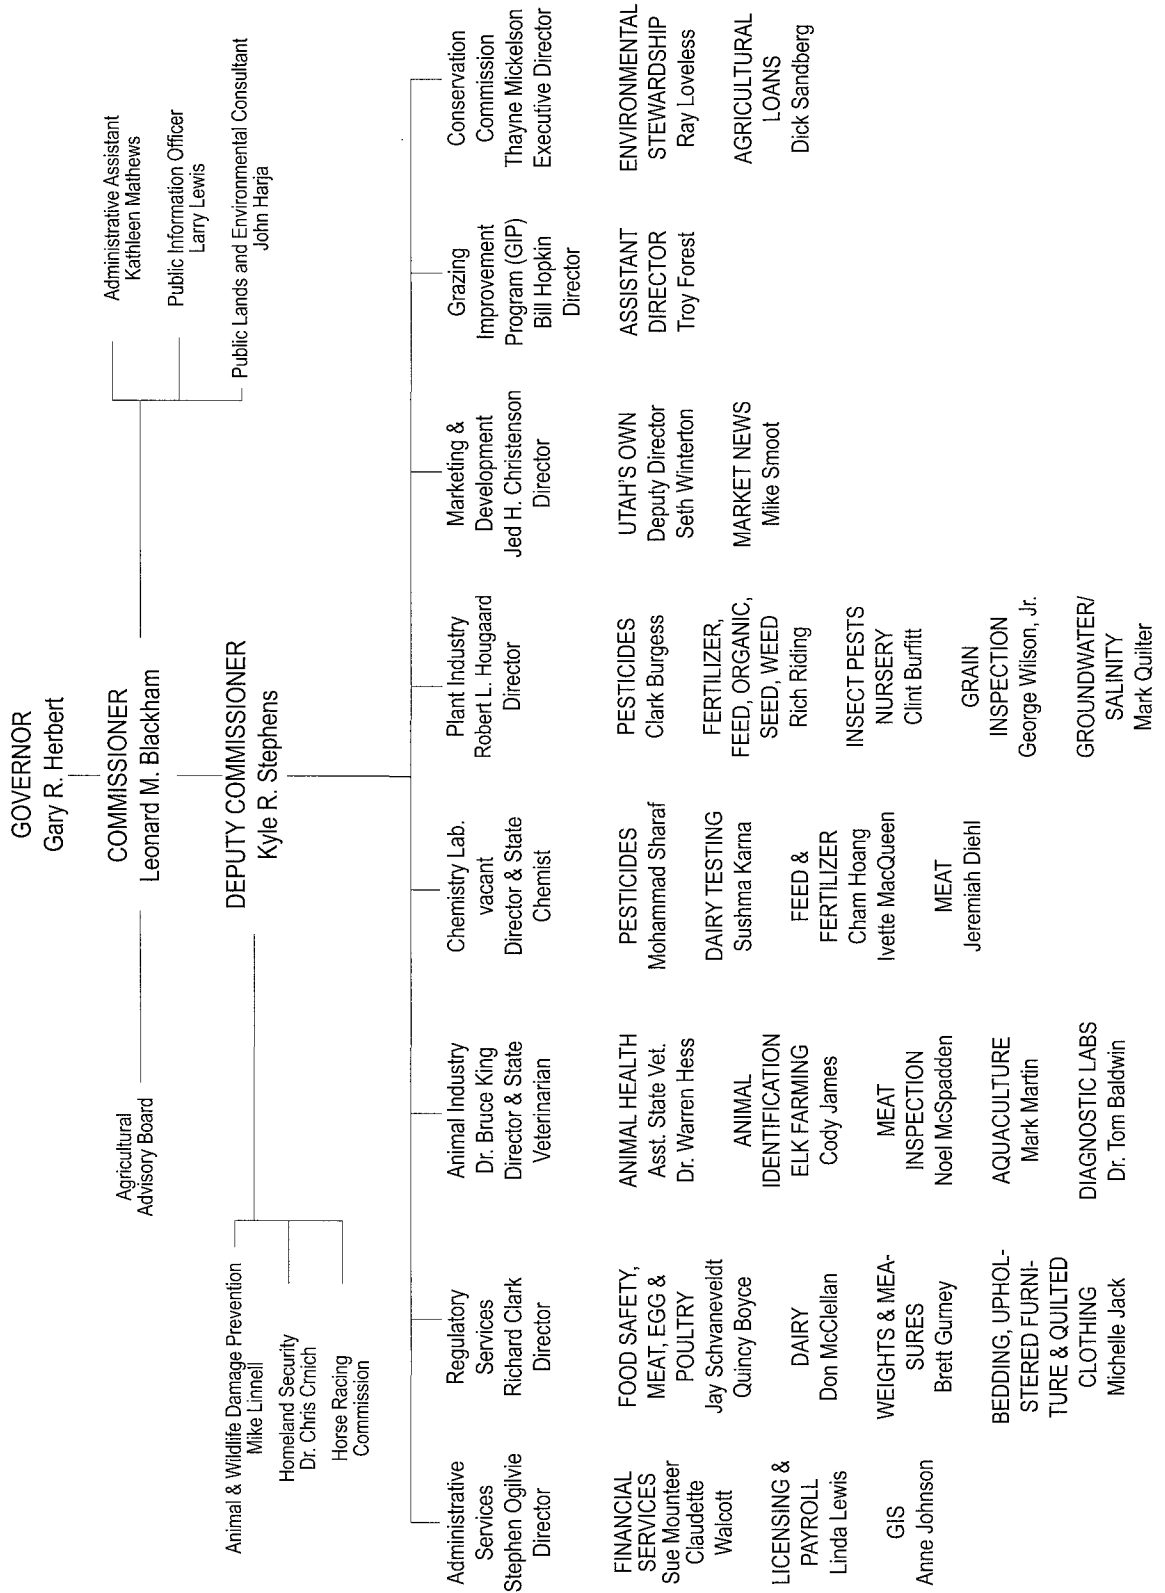 GOVERNOR
Gary R. Herbert
COMMISSIONER
Leonard M. Blackham
DEPUTY COMMISSIONER
Kyle R. Stephens
Agricultural
Advisory Board
Administrative Assistant
Kathleen Mathews
Public Information Officer
Larry Lewis
Public Lands and Environmental Consultant
John Harja
Animal & Wildlife Damage Prevention
Mike Linnell
Homeland Security
Dr. Chris Crnich
Horse Racing
Commission
Administrative
Services
Stephen Ogilvie
Director
FINANCIAL
SERVICES
Sue Mounteer
Claudette
Walcott
LICENSING &
PAYROLL
Linda Lewis
GIS
Anne Johnson
Regulatory
Services
Richard Clark
Director
FOOD SAFETY,
MEAT, EGG &
POULTRY
Jay Schvaneveldt
Quincy Boyce
DAIRY
Don McClellan
WEIGHTS & MEA-
SURES
Brett Gurney
BEDDING, UPHOL-
STERED FURNI-
TURE & QUILTED
CLOTHING
Michelle Jack
Animal Industry
Dr. Bruce King
Director & State
Veterinarian
ANIMAL HEALTH
Asst. State Vet.
Dr. Warren Hess
ANIMAL
IDENTIFICATION
ELK FARMING
Cody James
MEAT
INSPECTION
Noel McSpadden
AQUACULTURE
Mark Martin
DIAGNOSTIC LABS
Dr. Tom Baldwin
Chemistry Lab.
vacant
Director & State
Chemist
PESTICIDES
Mohammad Sharaf
DAIRY TESTING
Sushma Karna
FEED &
FERTILIZER
Cham Hoang
Ivette MacQueen
MEAT
Jeremiah Diehl
Plant Industry
Robert L. Hougaard
Director
PESTICIDES
Clark Burgess
FERTILIZER,
FEED, ORGANIC,
SEED, WEED
Rich Riding
INSECT PESTS
NURSERY
Clint Burfitt
GRAIN
INSPECTION
George Wilson, Jr.
GROUNDWATER/
SALINITY
Mark Quilter
Marketing &
Development
Jed H. Christenson
Director
UTAH'S OWN
Deputy Director
Seth Winterton
MARKET NEWS
Mike Smoot
Grazing
Improvement
Program (GIP)
Bill Hopkin
Director
ASSISTANT
DIRECTOR
Troy Forest
Conservation
Commission
Thayne Mickelson
Executive Director
ENVIRONMENTAL
STEWARDSHIP
Ray Loveless
AGRICULTURAL
LOANS
Dick Sandberg